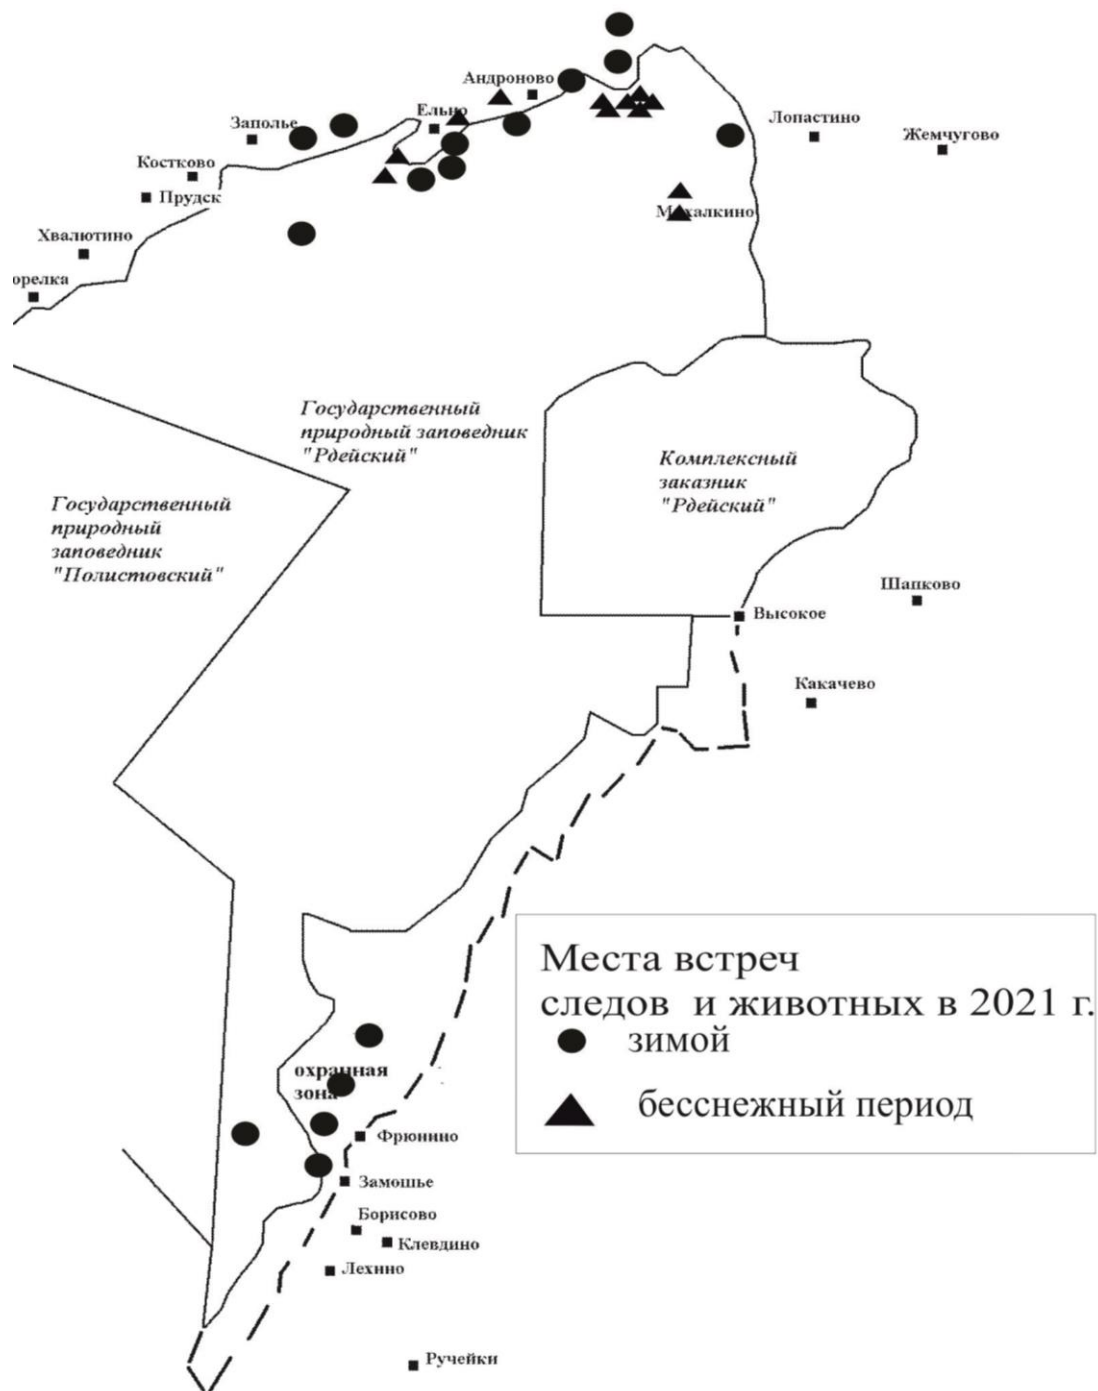 Андроново
Ельно
Заполье
Лопастино
Жемчугово
Костково
Прудск
Михалкино
Хвалютино
орелка
Государственный
природный заповедник
"Рдейский"
Комплексный
заказник
"Рдейский"
Государственный
природный
заповедник
"Полистовский"
Шапково
Высокое
Какачево
Места встреч
следов и животных в 2021 г.
зимой
бесснежный период
охранная
зона
Фрюнино
Замошье
Борисово
Клевдино
Лехино
Ручейки